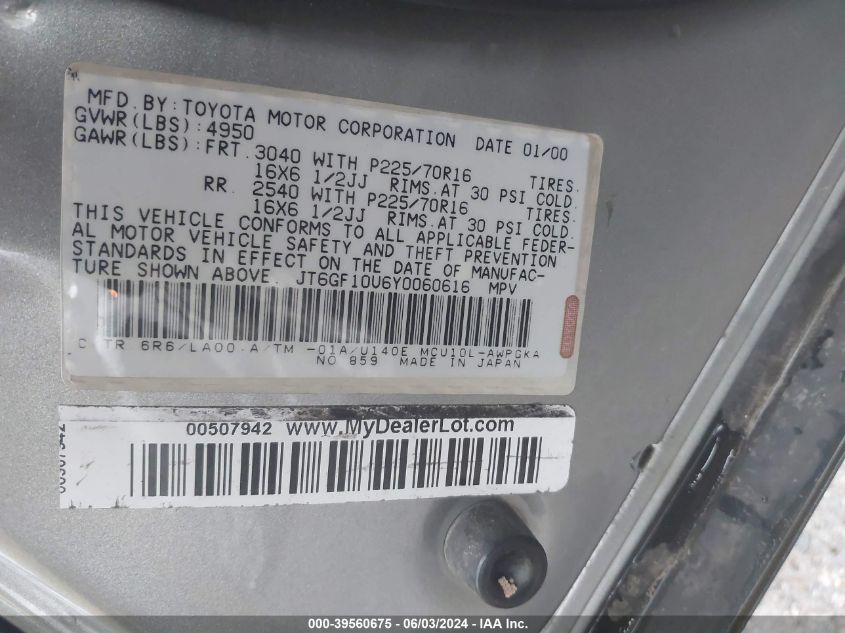 MFD. BY: TOYOTA MOTOR CORPORATION DATE 01/00
GVWR(LBS):4950
GAWR(LBS):FRT. 3040 WITH P225/70R16 TIRES.
16X6 1/2JJ RIMS.AT 30 PSI COLD.
RR. 2540 WITH P225/70R16 TIRES.
16X6 1/2JJ RIMS.AT 30 PSI COLD.
THIS VEHICLE CONFORMS TO ALL APPLICABLE FEDER-
AL MOTOR VEHICLE SAFETY AND THEFT PREVENTION
STANDARDS IN EFFECT ON THE DATE OF MANUFAC-
TURE SHOWN ABOVE. JT6GF10U6Y0060616 MPV
C/TR 6R6/LA00 A/TM -01A/U140E MCU10L-AWPGKA
NO 859 MADE IN JAPAN
00507942 www.MyDealerLot.com
00507942
000-39560675 - 06/03/2024 - IAAI Inc.